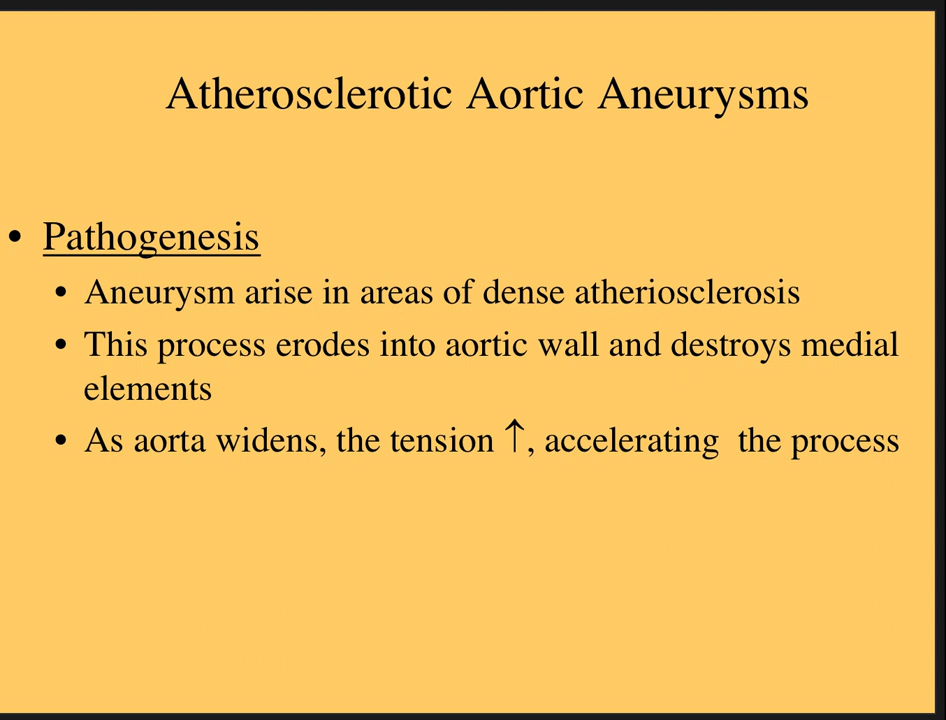 Atherosclerotic Aortic Aneurysms
• Pathogenesis
• Aneurysm arise in areas of dense atheriosclerosis
• This process erodes into aortic wall and destroys medial
elements
• As aorta widens, the tension ↑, accelerating  the process